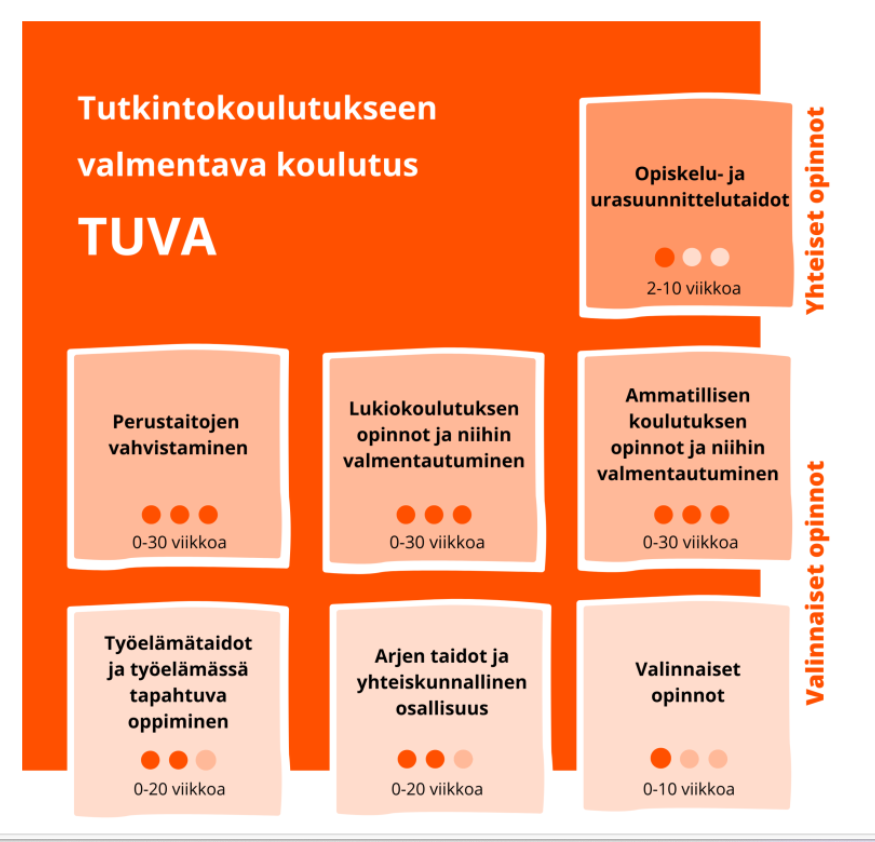 Tutkintokoulutukseen
valmentava koulutus
TUVA
Opiskelu- ja
urasuunnittelutaidot
2-10 viikkoa
Yhteiset opinnot
Perustaitojen
vahvistaminen
0-30 viikkoa
Lukiokoulutuksen
opinnot ja niihin
valmentautuminen
0-30 viikkoa
Ammatillisen
koulutuksen
opinnot ja niihin
valmentautuminen
0-30 viikkoa
Valinnaiset opinnot
Työelämätaidot
ja työelämässä
tapahtuva
oppiminen
0-20 viikkoa
Arjen taidot ja
yhteiskunnallinen
osallisuus
0-20 viikkoa
Valinnaiset
opinnot
0-10 viikkoa